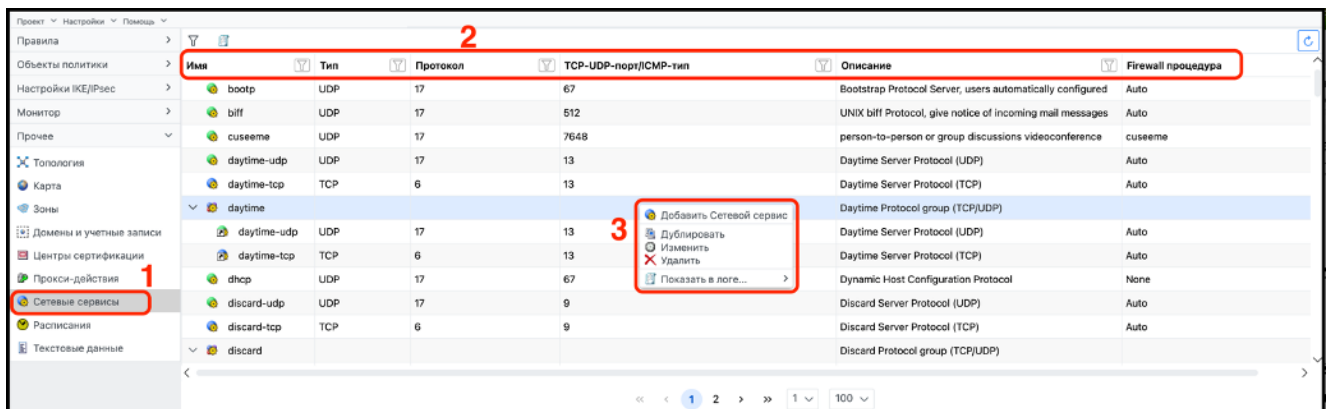 Проект Настройки Помощь
Правила
Объекты политики
Настройки IKE/IPsec
Монитор
Прочее
Топология
Карта
Зоны
Домены и учетные записи
Центры сертификации
Прокси-действия
1
Сетевые сервисы
Расписания
Текстовые данные
2
Имя Тип Протокол TCP-UDP-порт/ICMP-тип Описание Firewall процедура
bootp UDP 17 67 Bootstrap Protocol Server, users automatically configured Auto
biff UDP 17 512 UNIX biff Protocol, give notice of incoming mail messages Auto
cuseeme UDP 17 7648 person-to-person or group discussions videoconference cuseeme
daytime-udp UDP 17 13 Daytime Server Protocol (UDP) Auto
daytime-tcp TCP 6 13 Daytime Server Protocol (TCP) Auto
daytime Daytime Protocol group (TCP/UDP)
daytime-udp UDP 17 13 Daytime Server Protocol (UDP) Auto
daytime-tcp TCP 6 13 Daytime Server Protocol (TCP) Auto
dhcp UDP 17 67 Dynamic Host Configuration Protocol None
discard-udp UDP 17 9 Discard Server Protocol (UDP) Auto
discard-tcp TCP 6 9 Discard Server Protocol (TCP) Auto
discard Discard Protocol group (TCP/UDP)
3
Добавить Сетевой сервис
Дублировать
Изменить
Удалить
Показать в логе...
1 2 1 100